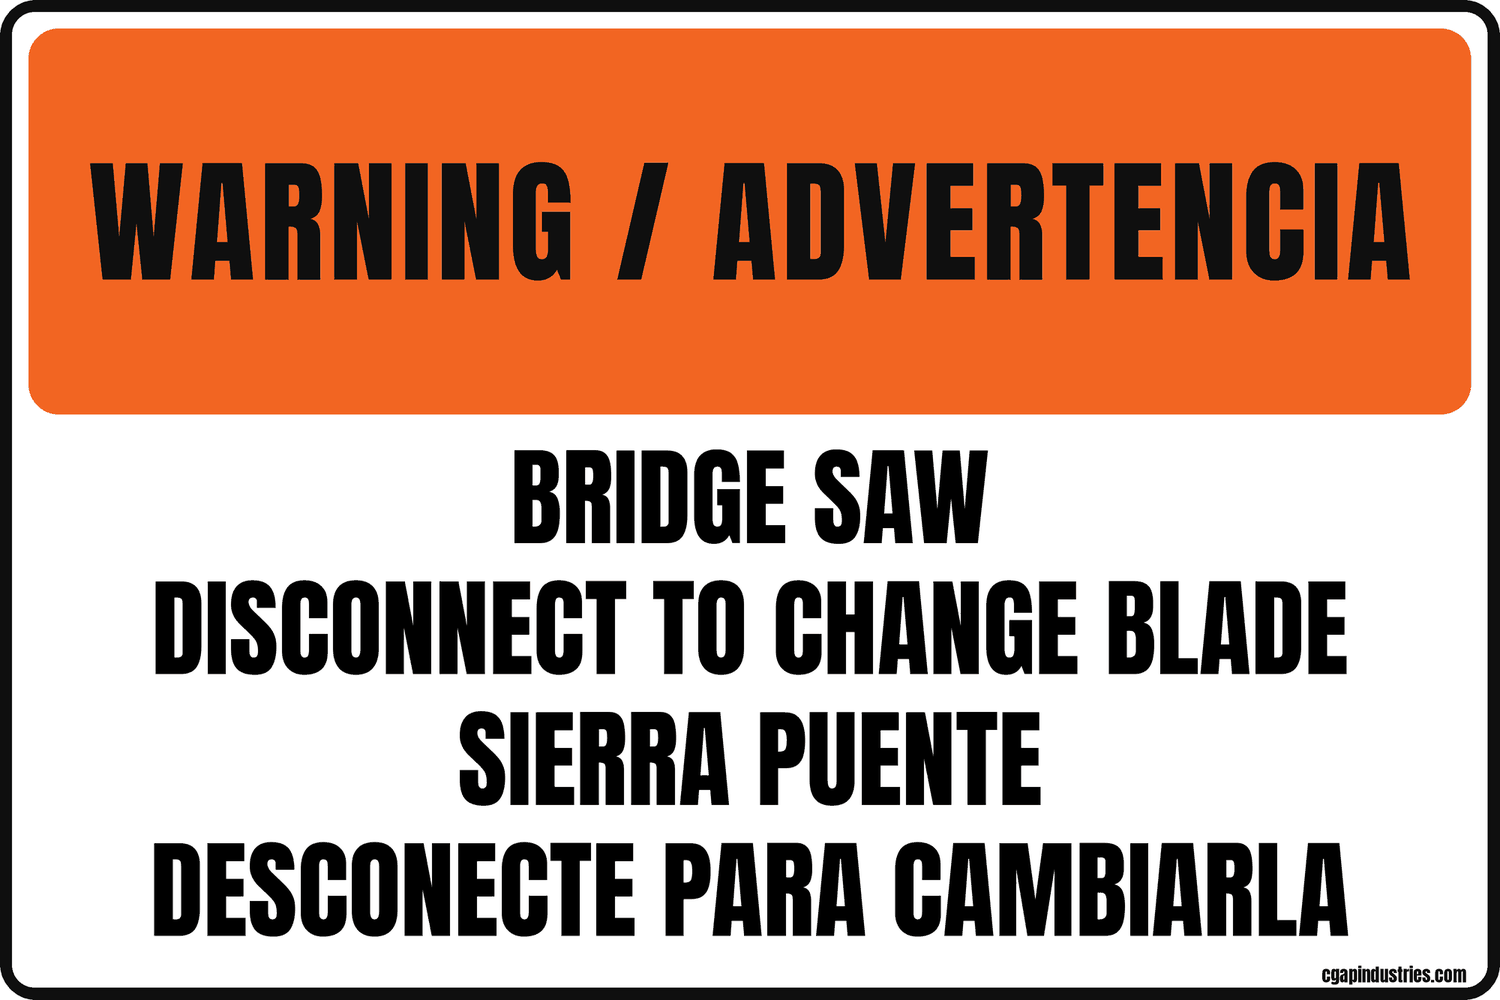 WARNING / ADVERTENCIA
BRIDGE SAW
DISCONNECT TO CHANGE BLADE
SIERRA PUENTE
DESCONECTE PARA CAMBIARLA
cgapindustries.com